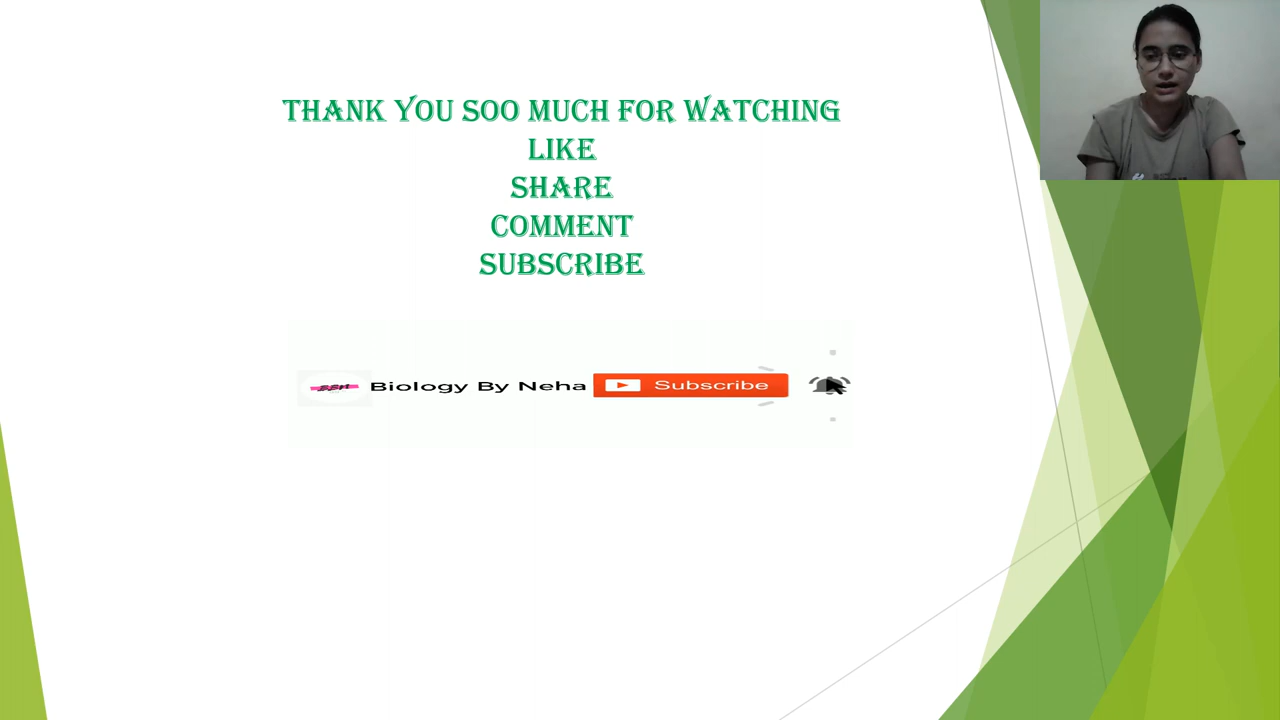 THANK YOU SOO MUCH FOR WATCHING
LIKE
SHARE
COMMENT
SUBSCRIBE
Biology By Neha Subscribe